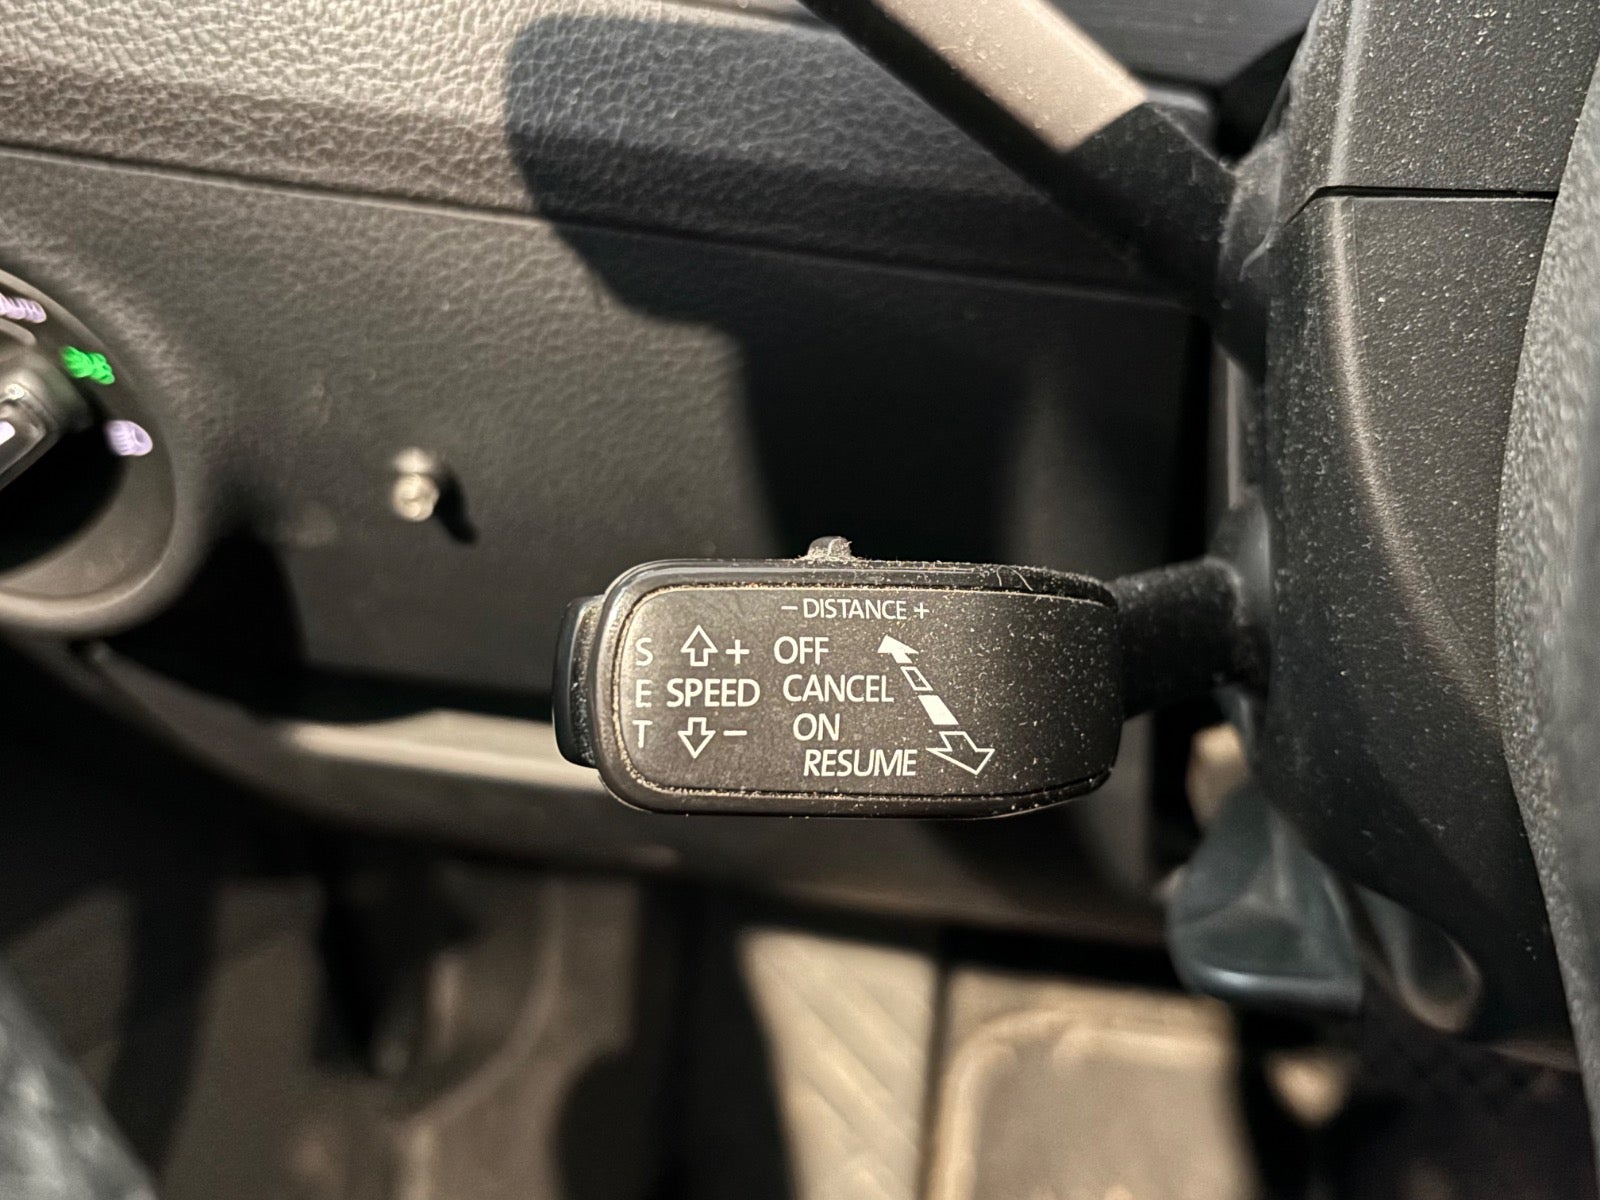 - DISTANCE +
S + OFF
E SPEED CANCEL
T - ON
RESUME